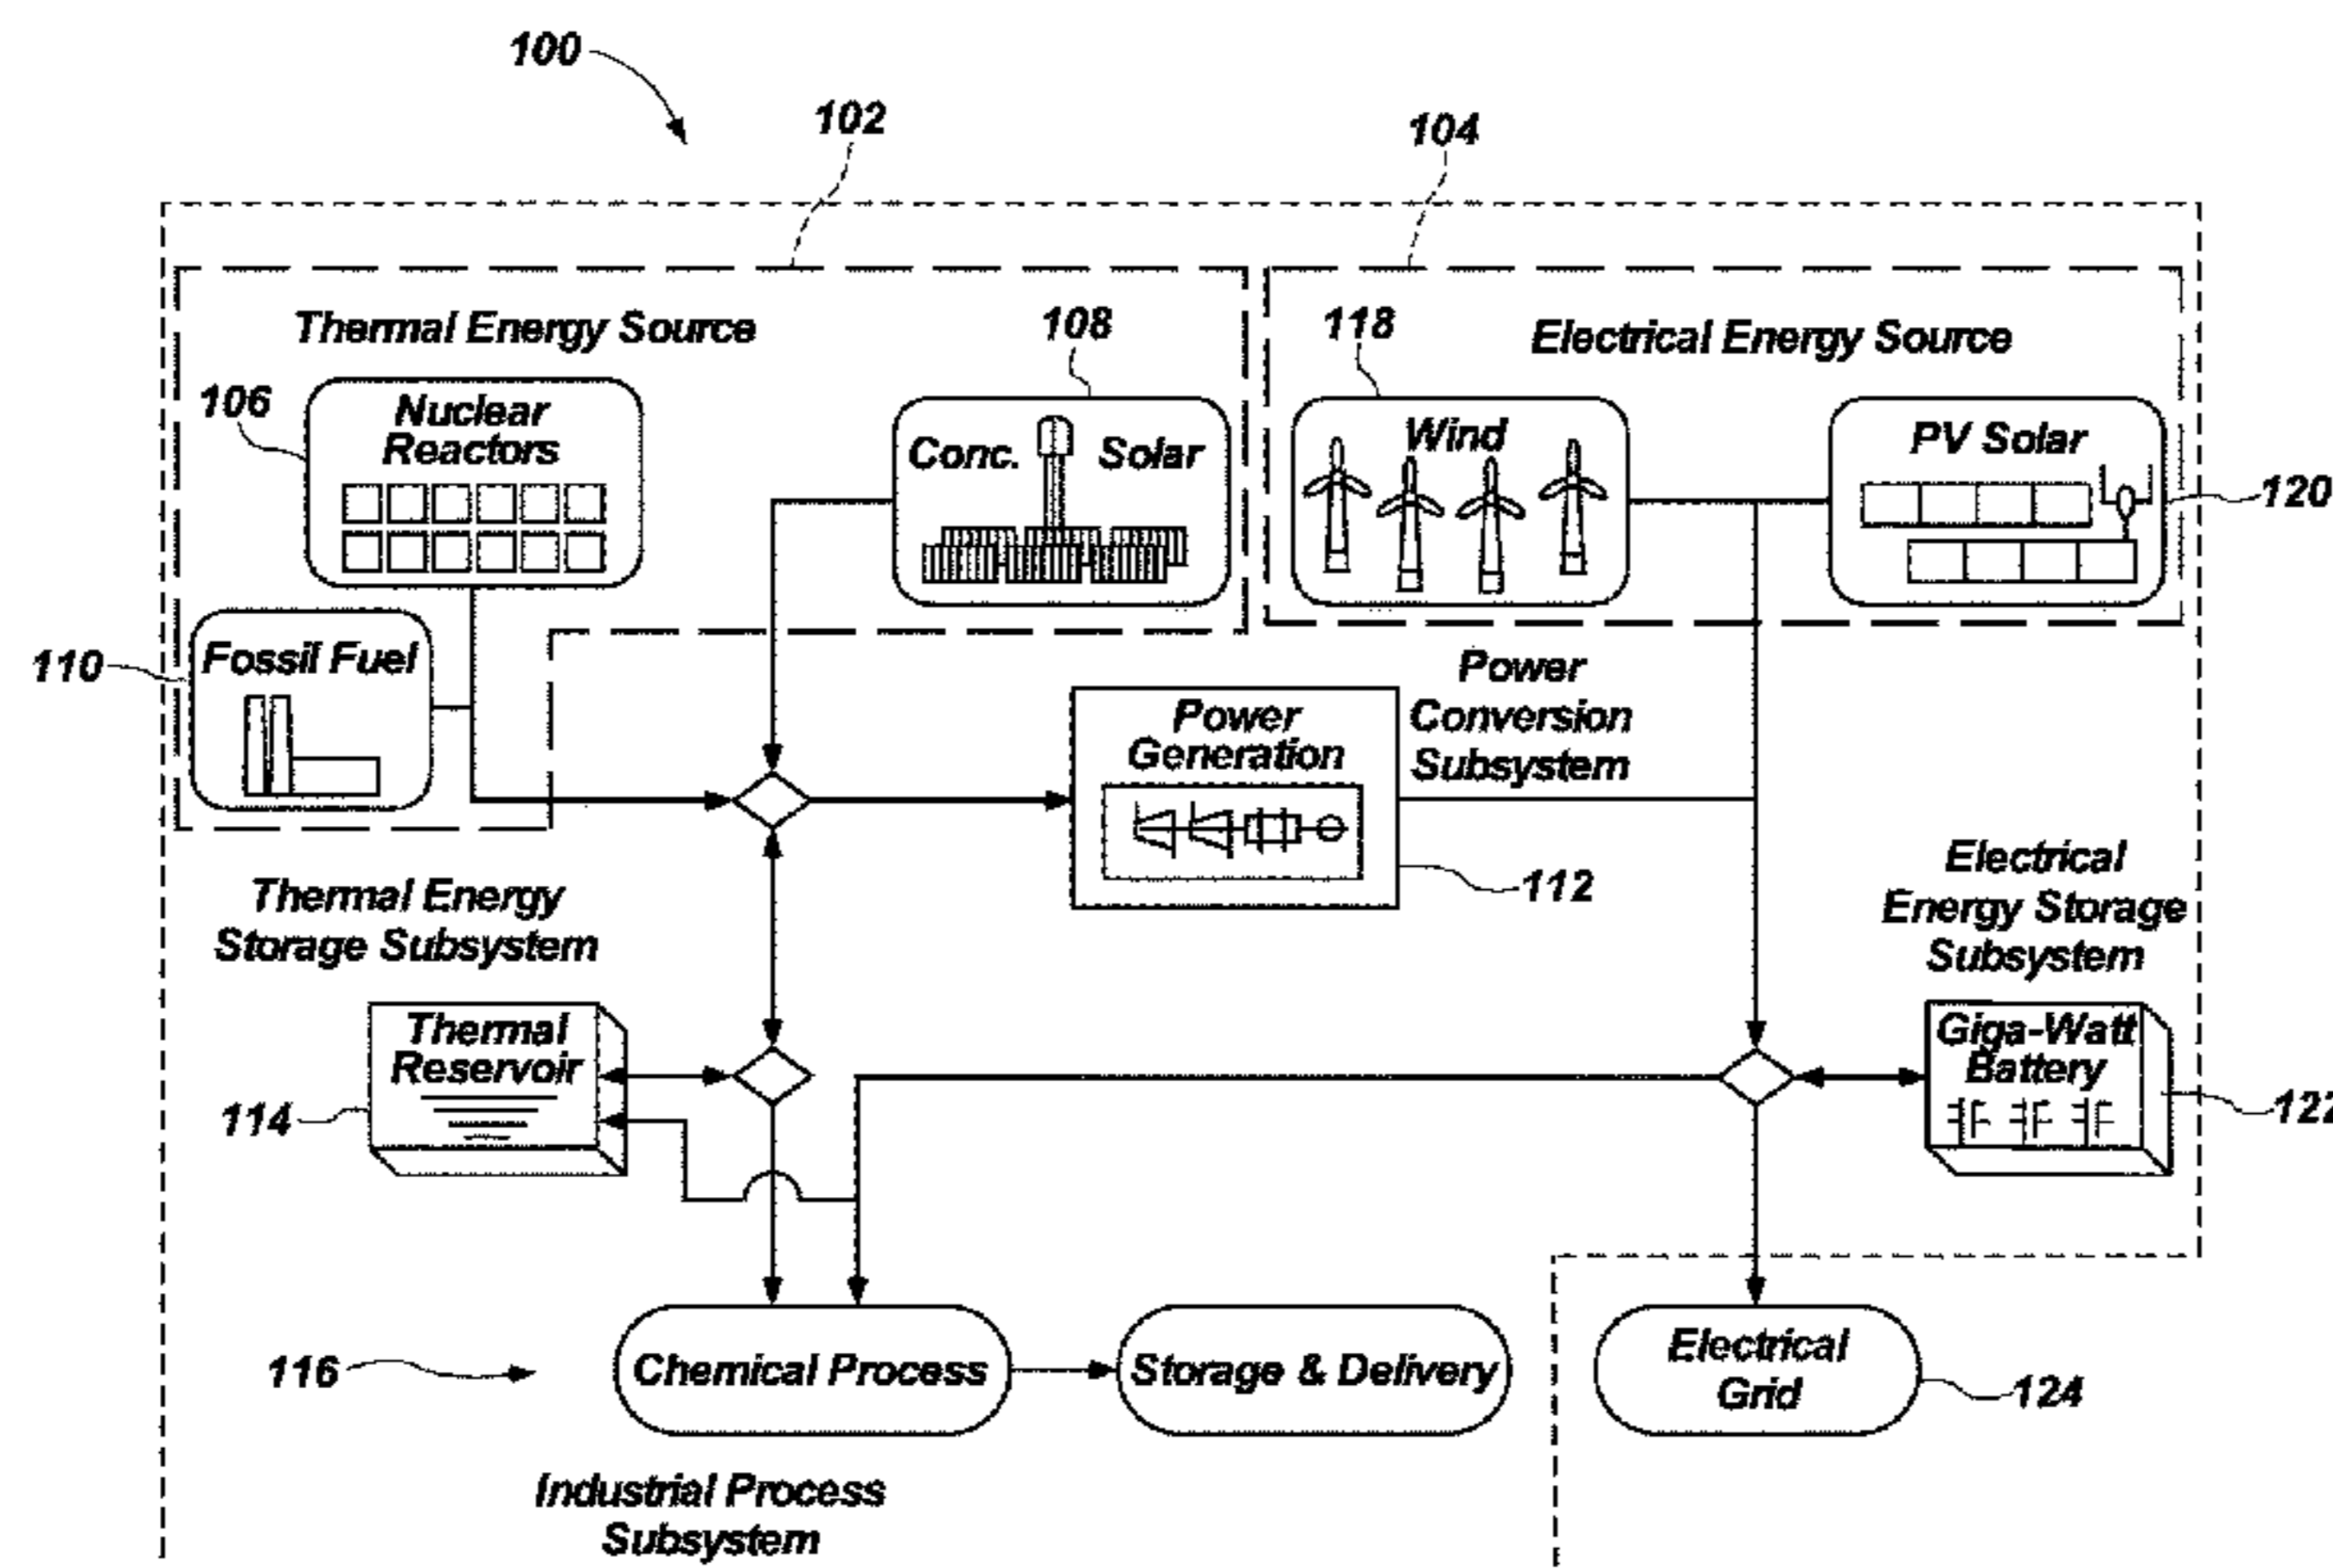 100
102
104
Thermal Energy Source
108
118
Electrical Energy Source
106
Nuclear
Reactors
Conc. Solar
Wind
PV Solar
120
110
Fossil Fuel
Power
Generation
Power
Conversion
Subsystem
112
Thermal Energy
Storage Subsystem
Electrical
Energy Storage
Subsystem
Thermal
Reservoir
114
Giga-Watt
Battery
122
116
Chemical Process
Storage & Delivery
Electrical
Grid
124
Industrial Process
Subsystem